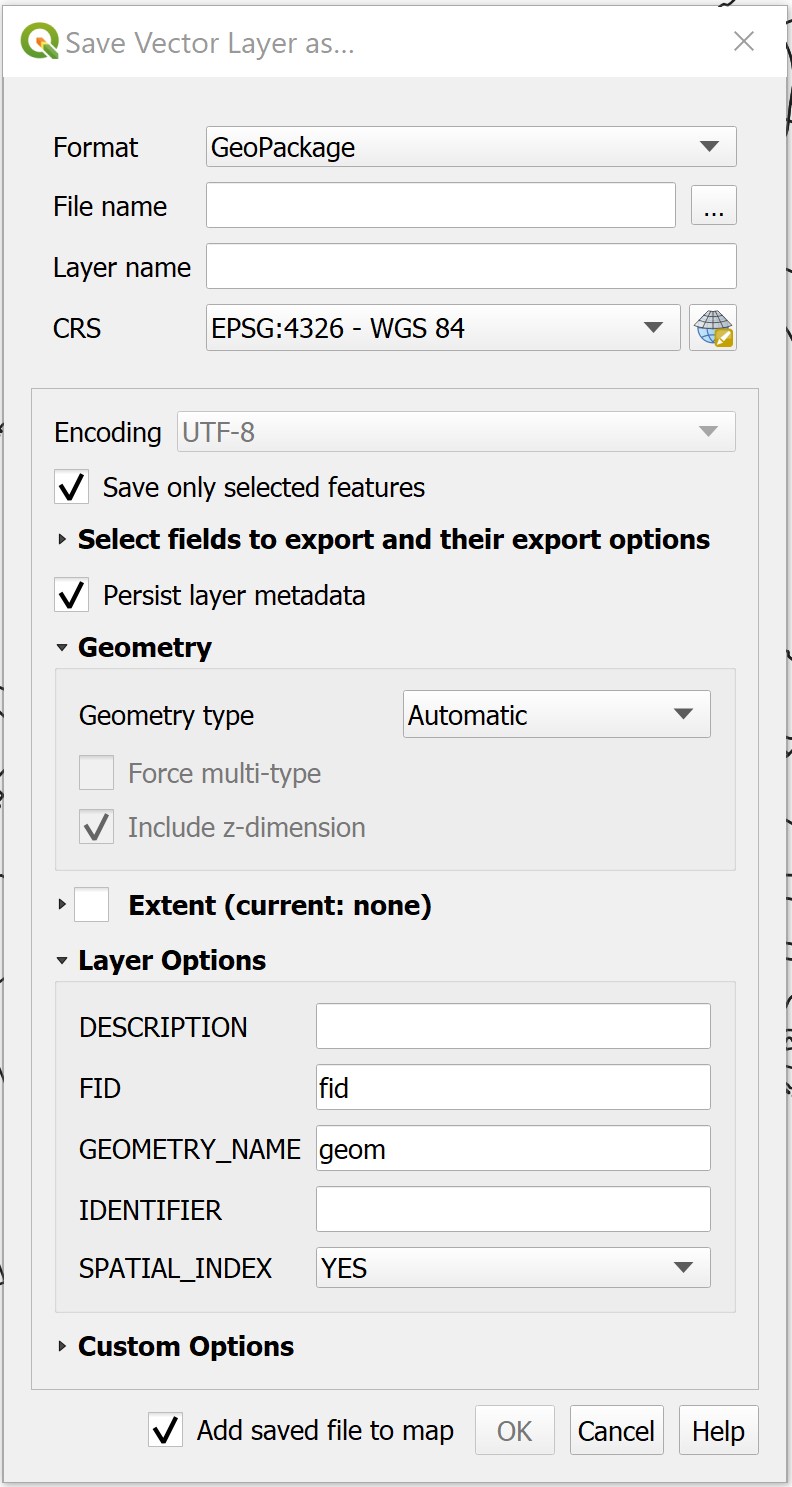 Save Vector Layer as...
Format GeoPackage
File name ...
Layer name
CRS EPSG:4326 - WGS 84
Encoding UTF-8
Save only selected features
Select fields to export and their export options
Persist layer metadata
Geometry
Geometry type Automatic
Force multi-type
Include z-dimension
Extent (current: none)
Layer Options
DESCRIPTION
FID fid
GEOMETRY_NAME geom
IDENTIFIER
SPATIAL_INDEX YES
Custom Options
Add saved file to map OK Cancel Help